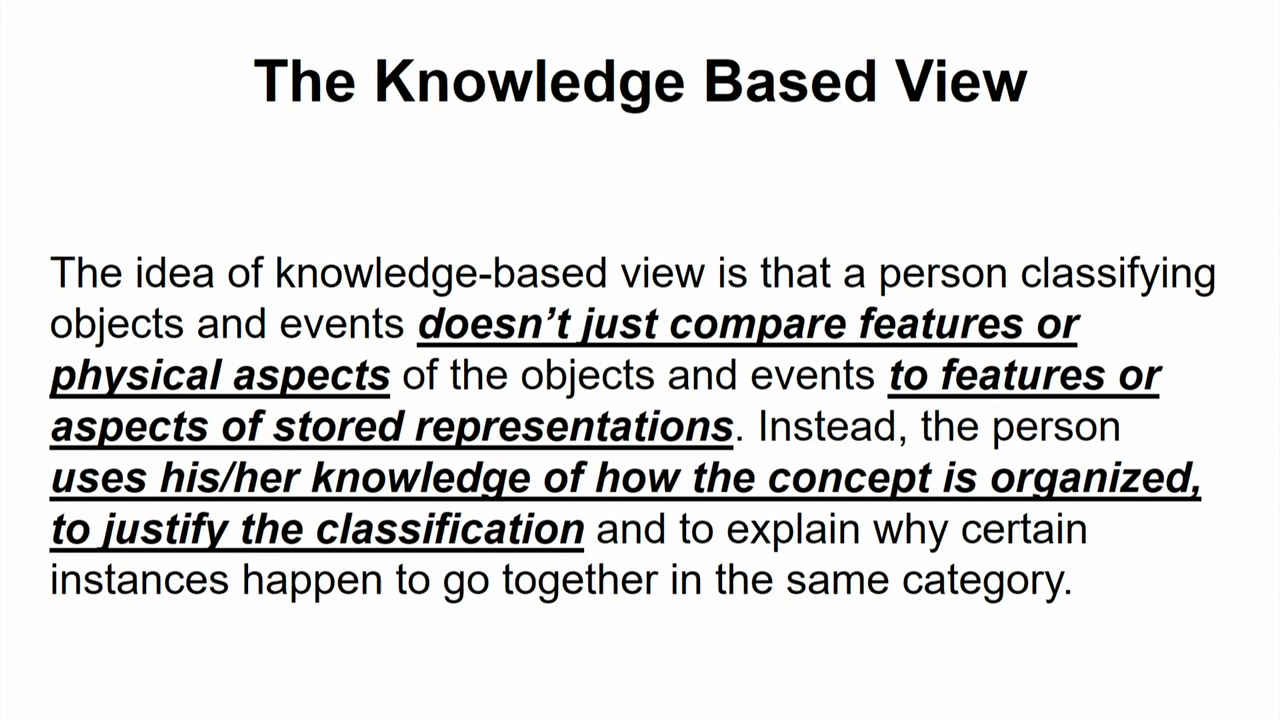 The Knowledge Based View
The idea of knowledge-based view is that a person classifying
objects and events doesn’t just compare features or
physical aspects of the objects and events to features or
aspects of stored representations. Instead, the person
uses his/her knowledge of how the concept is organized,
to justify the classification and to explain why certain
instances happen to go together in the same category.